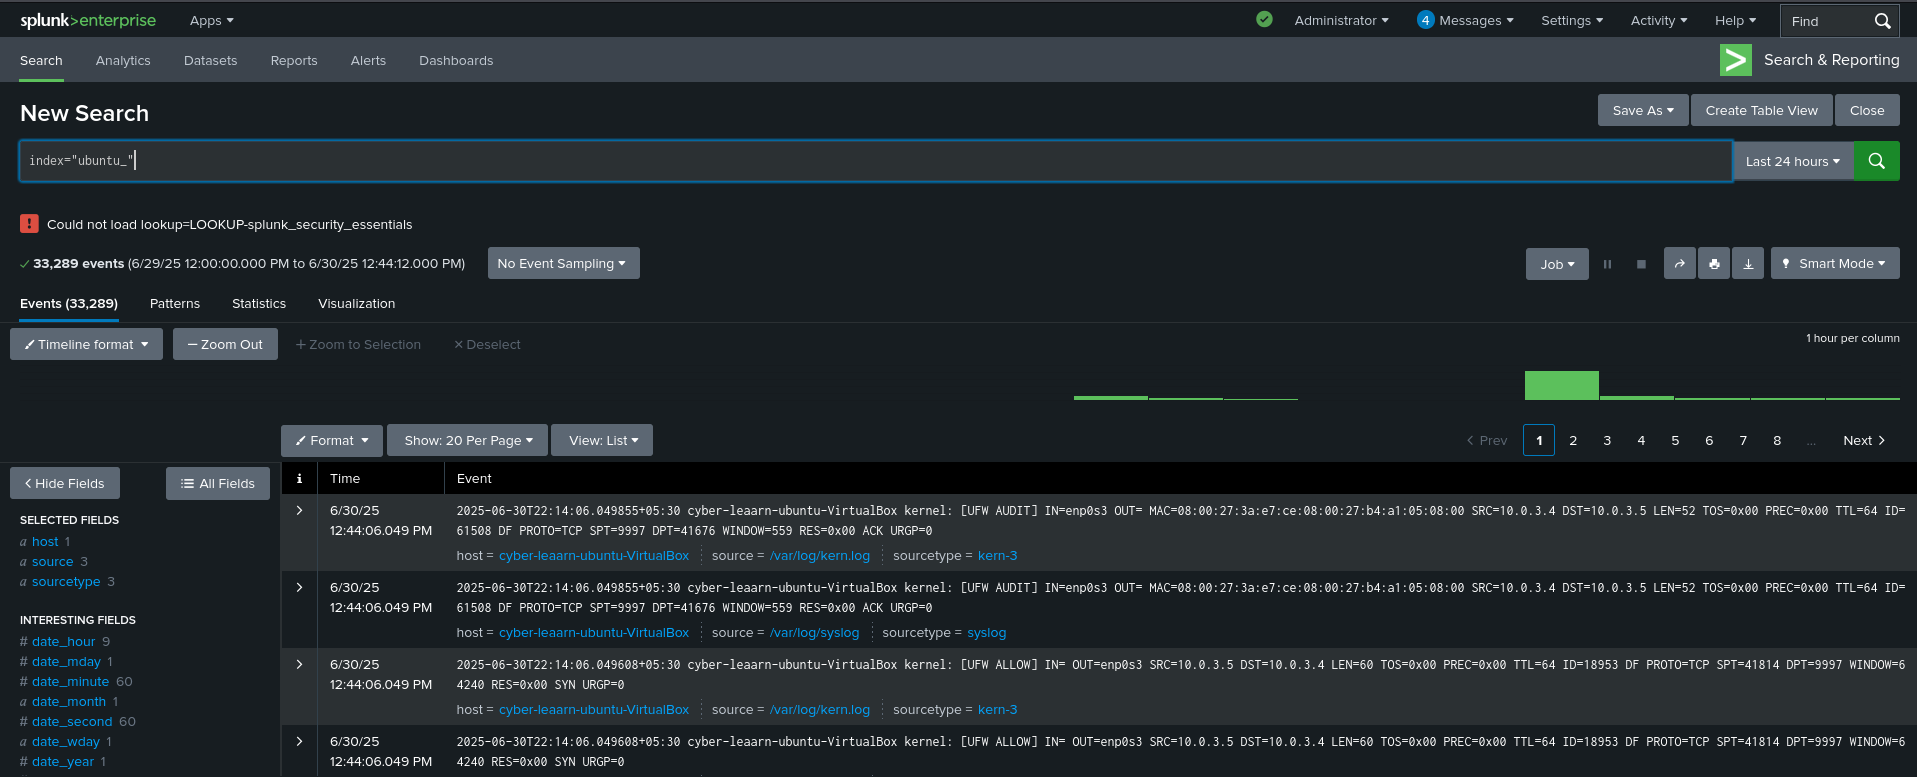 splunk>enterprise Apps Administrator 4 Messages Settings Activity Help Find
Search Analytics Datasets Reports Alerts Dashboards Search & Reporting
New Search Save As Create Table View Close
index="ubuntu_" Last 24 hours
Could not load lookup=LOOKUP-splunk_security_essentials
33,289 events (6/29/25 12:00:00.000 PM to 6/30/25 12:44:12.000 PM) No Event Sampling Job Smart Mode
Events (33,289) Patterns Statistics Visualization
Timeline format — Zoom Out + Zoom to Selection × Deselect 1 hour per column
Format Show: 20 Per Page View: List < Prev 1 2 3 4 5 6 7 8 ... Next >
< Hide Fields All Fields i Time Event
SELECTED FIELDS
a host 1
a source 3
a sourcetype 3
INTERESTING FIELDS
# date_hour 9
# date_mday 1
# date_minute 60
a date_month 1
# date_second 60
a date_wday 1
# date_year 1
> 6/30/25 2025-06-30T22:14:06.049855+05:30 cyber-leaarn-ubuntu-VirtualBox kernel: [UFW AUDIT] IN=enp0s3 OUT= MAC=08:00:27:3a:e7:ce:08:00:27:b4:a1:05:08:00 SRC=10.0.3.4 DST=10.0.3.5 LEN=52 TOS=0x00 PREC=0x00 TTL=64 ID=
12:44:06.049 PM 61508 DF PROTO=TCP SPT=9997 DPT=41676 WINDOW=559 RES=0x00 ACK URGP=0
host = cyber-leaarn-ubuntu-VirtualBox source = /var/log/kern.log sourcetype = kern-3
> 6/30/25 2025-06-30T22:14:06.049855+05:30 cyber-leaarn-ubuntu-VirtualBox kernel: [UFW AUDIT] IN=enp0s3 OUT= MAC=08:00:27:3a:e7:ce:08:00:27:b4:a1:05:08:00 SRC=10.0.3.4 DST=10.0.3.5 LEN=52 TOS=0x00 PREC=0x00 TTL=64 ID=
12:44:06.049 PM 61508 DF PROTO=TCP SPT=9997 DPT=41676 WINDOW=559 RES=0x00 ACK URGP=0
host = cyber-leaarn-ubuntu-VirtualBox source = /var/log/syslog sourcetype = syslog
> 6/30/25 2025-06-30T22:14:06.049608+05:30 cyber-leaarn-ubuntu-VirtualBox kernel: [UFW ALLOW] IN= OUT=enp0s3 SRC=10.0.3.5 DST=10.0.3.4 LEN=60 TOS=0x00 PREC=0x00 TTL=64 ID=18953 DF PROTO=TCP SPT=41814 DPT=9997 WINDOW=6
12:44:06.049 PM 4240 RES=0x00 SYN URGP=0
host = cyber-leaarn-ubuntu-VirtualBox source = /var/log/kern.log sourcetype = kern-3
> 6/30/25 2025-06-30T22:14:06.049608+05:30 cyber-leaarn-ubuntu-VirtualBox kernel: [UFW ALLOW] IN= OUT=enp0s3 SRC=10.0.3.5 DST=10.0.3.4 LEN=60 TOS=0x00 PREC=0x00 TTL=64 ID=18953 DF PROTO=TCP SPT=41814 DPT=9997 WINDOW=6
12:44:06.049 PM 4240 RES=0x00 SYN URGP=0